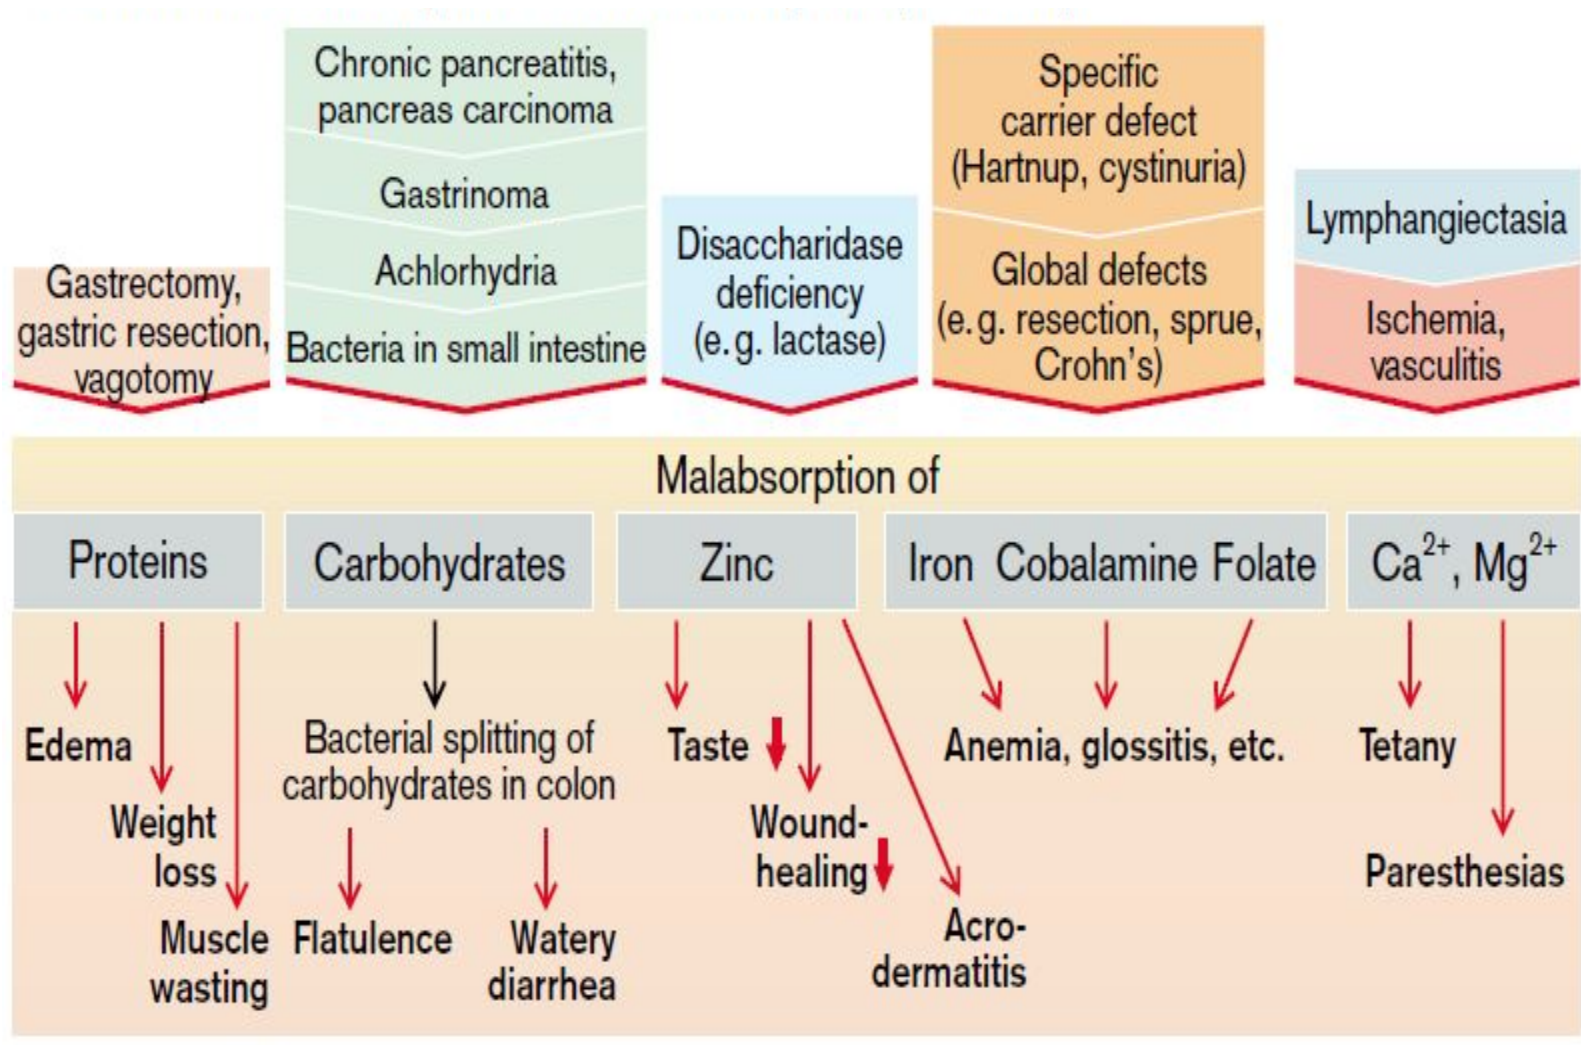 Chronic pancreatitis,
pancreas carcinoma
Gastrinoma
Achlorhydria
Bacteria in small intestine
Gastrectomy,
gastric resection,
vagotomy
Disaccharidase
deficiency
(e.g. lactase)
Specific
carrier defect
(Hartnup, cystinuria)
Global defects
(e.g. resection, sprue,
Crohn's)
Lymphangiectasia
Ischemia,
vasculitis
Malabsorption of
Proteins
Carbohydrates
Zinc
Iron Cobalamine Folate
Ca²⁺, Mg²⁺
Edema
Weight
loss
Muscle
wasting
Bacterial splitting of
carbohydrates in colon
Flatulence
Watery
diarrhea
Taste
Wound-
healing
Acro-
dermatitis
Anemia, glossitis, etc.
Tetany
Paresthesias